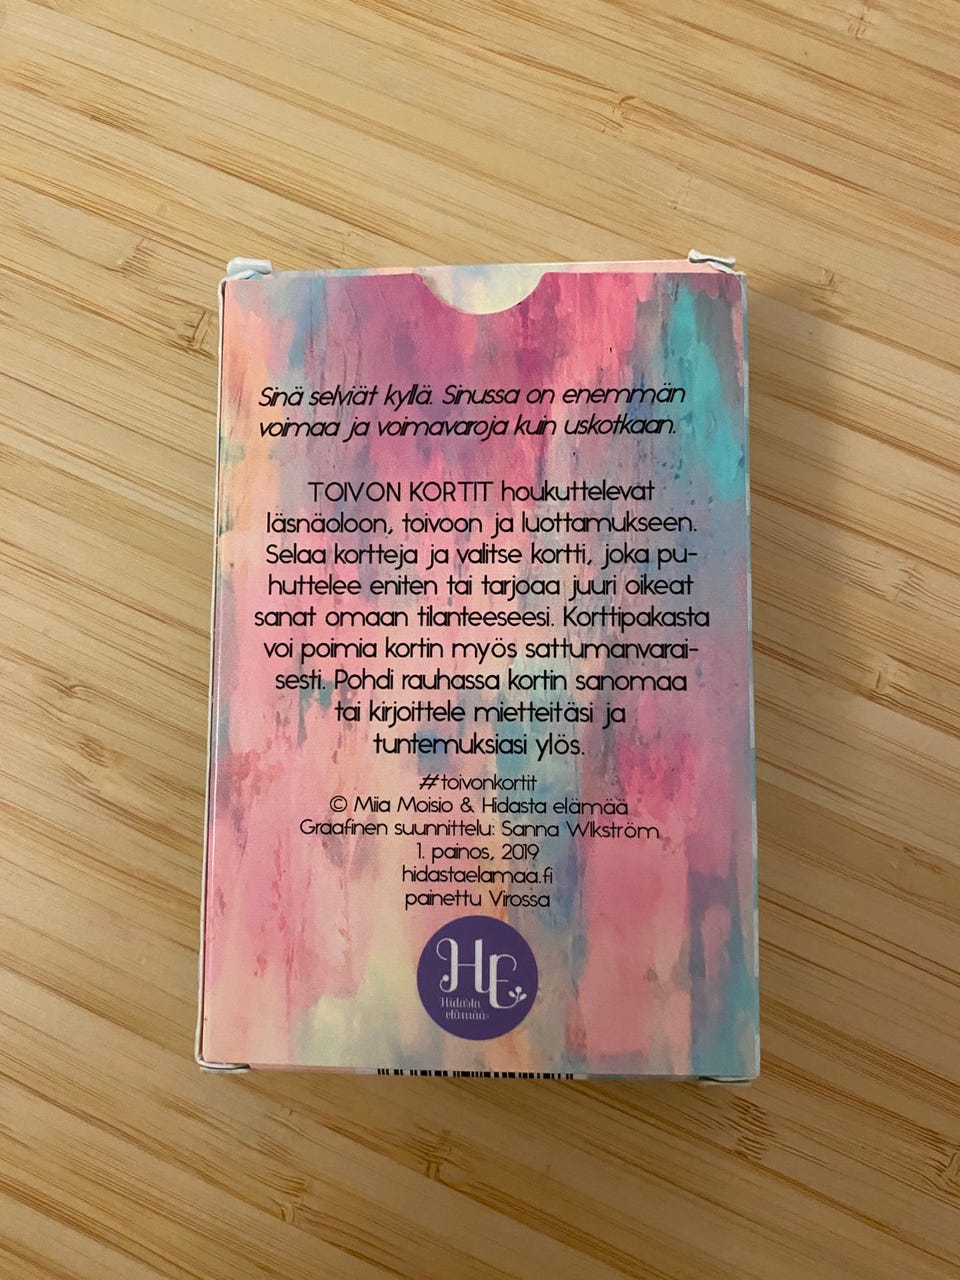 Sinä selviät kyllä. Sinussa on enemmän
voimaa ja voimavaroja kuin uskotkaan.
TOIVON KORTIT houkuttelevat
läsnäoloon, toivoon ja luottamukseen.
Selaa kortteja ja valitse kortti, joka pu-
huttelee eniten tai tarjoaa juuri oikeat
sanat omaan tilanteeseesi. Korttipakasta
voi poimia kortin myös sattumanvarai-
sesti. Pohdi rauhassa kortin sanomaa
tai kirjoittele mietteitäsi ja
tuntemuksiasi ylös.
#toivonkortit
© Miia Moisio & Hidasta elämää
Graafinen suunnittelu: Sanna WIkström
1. painos, 2019
hidastaelamaa.fi
painettu Virossa
HE
Hidasta
elämää